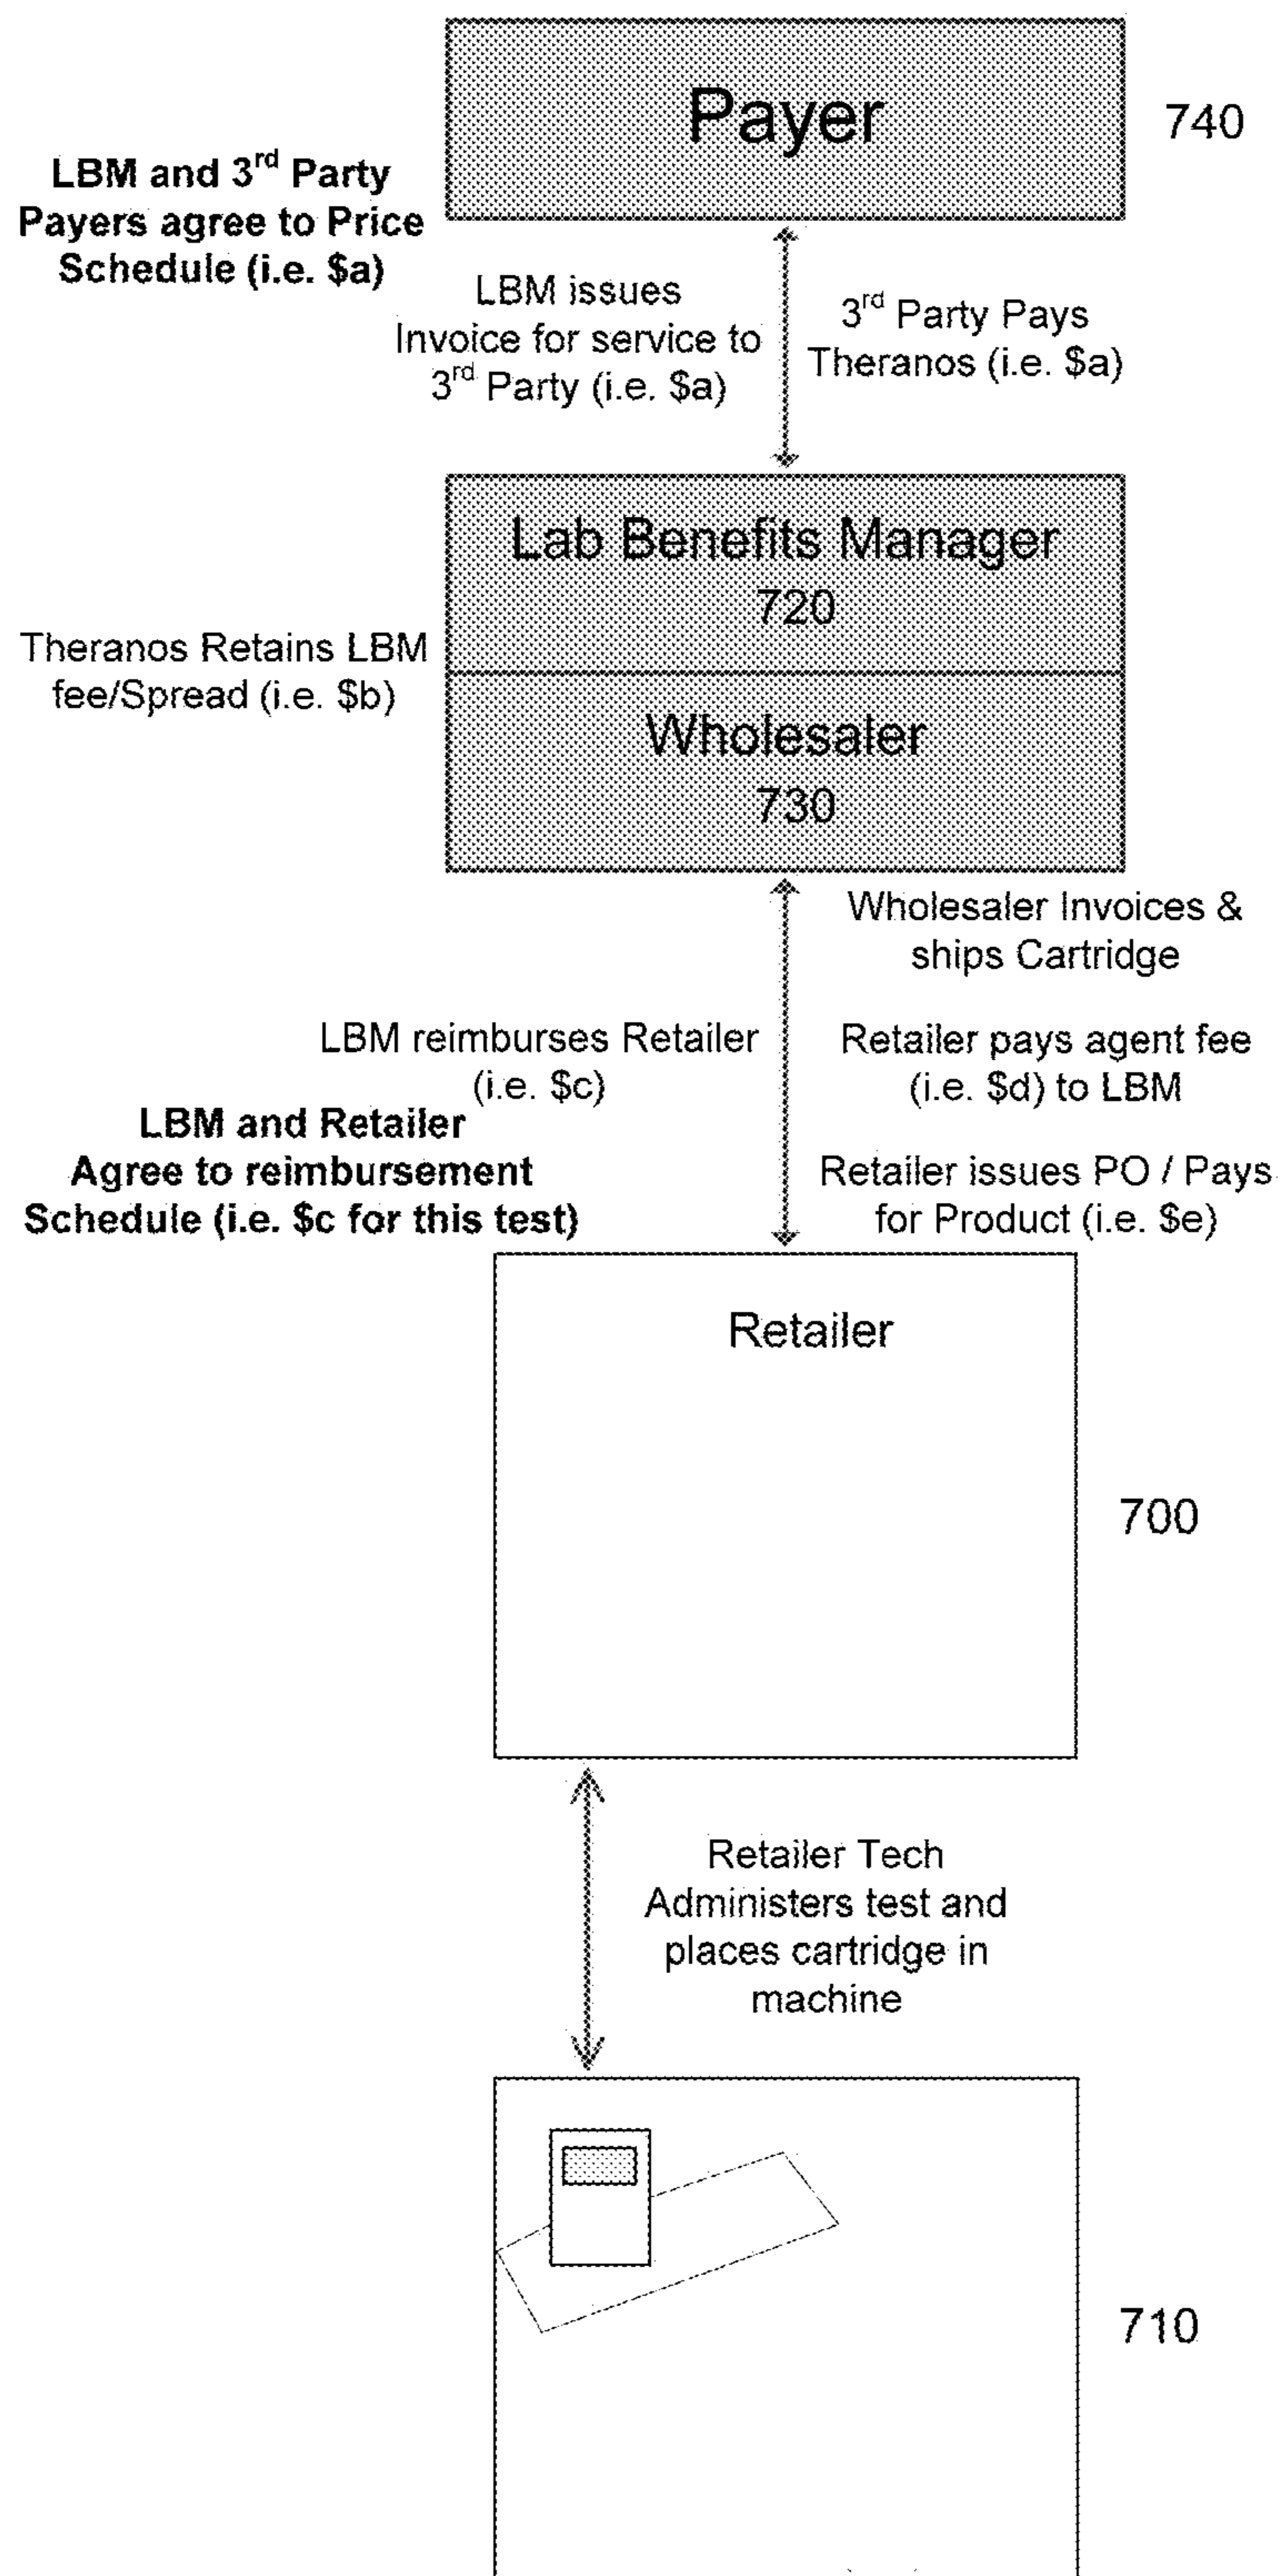 Payer
740
LBM and 3rd Party
Payers agree to Price
Schedule (i.e. $a)
LBM issues
Invoice for service to
3rd Party (i.e. $a)
3rd Party Pays
Theranos (i.e. $a)
Lab Benefits Manager
720
Theranos Retains LBM
fee/Spread (i.e. $b)
Wholesaler
730
Wholesaler Invoices &
ships Cartridge
LBM reimburses Retailer
(i.e. $c)
Retailer pays agent fee
(i.e. $d) to LBM
LBM and Retailer
Agree to reimbursement
Schedule (i.e. $c for this test)
Retailer issues PO / Pays
for Product (i.e. $e)
Retailer
700
Retailer Tech
Administers test and
places cartridge in
machine
710